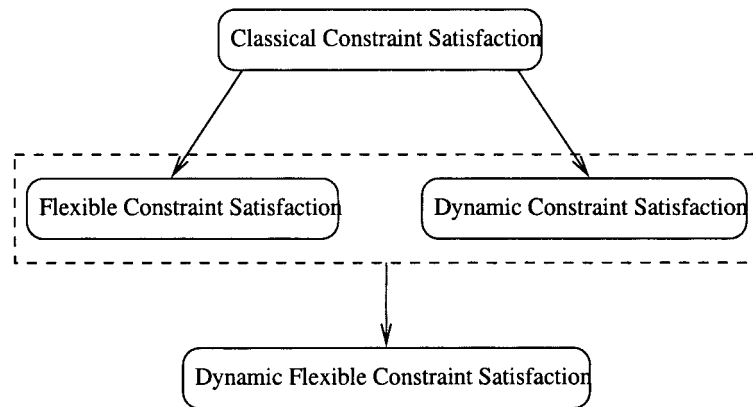 Classical Constraint Satisfaction
Flexible Constraint Satisfaction
Dynamic Constraint Satisfaction
Dynamic Flexible Constraint Satisfaction